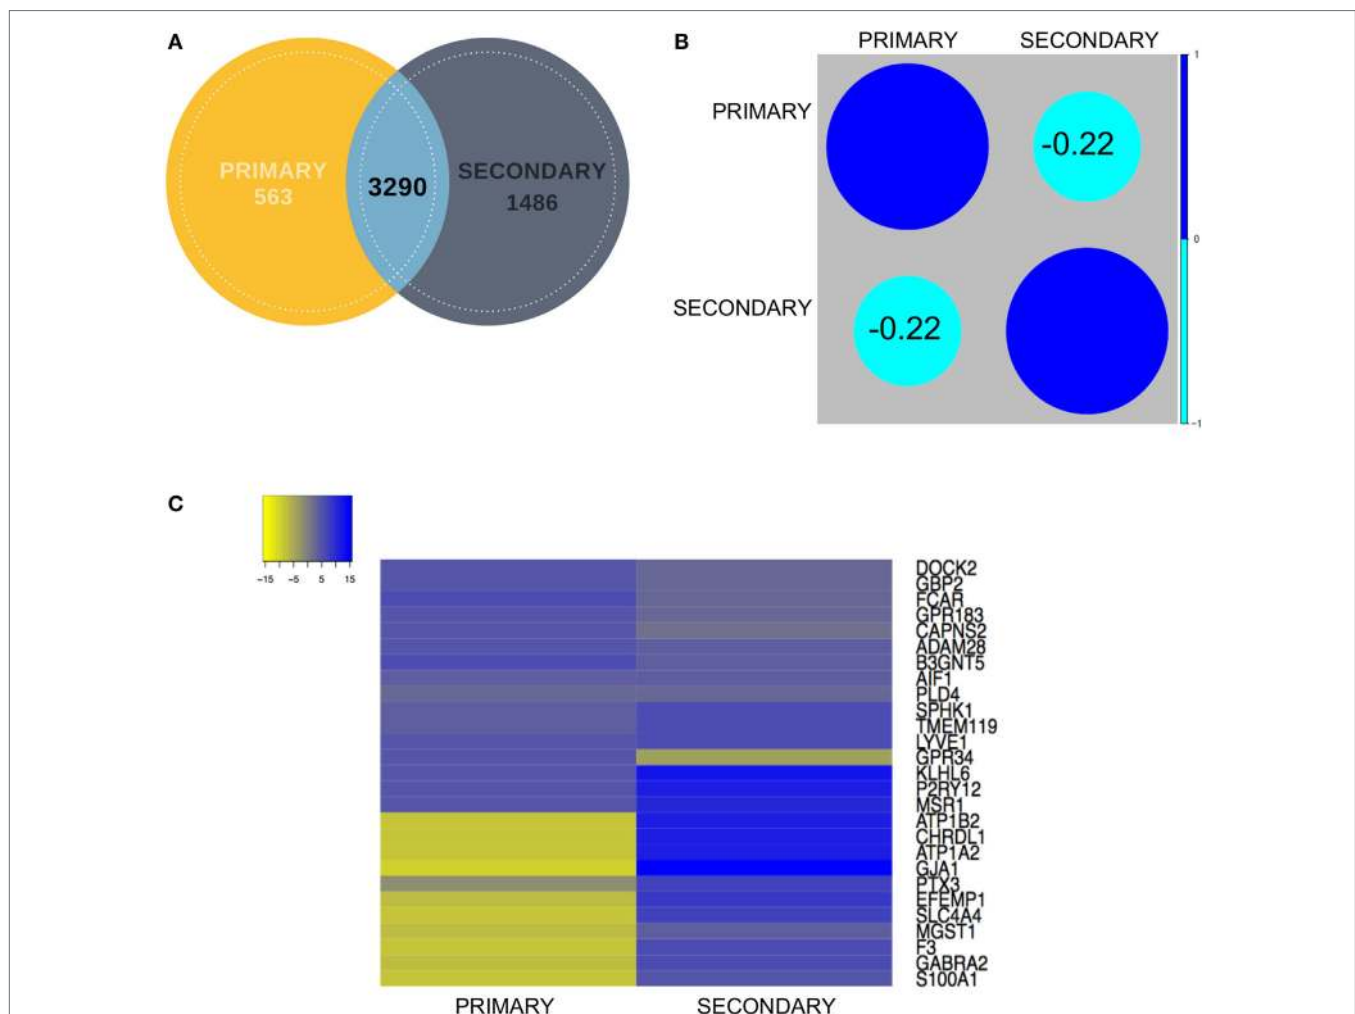 A
PRIMARY
563
3290
SECONDARY
1486
B
PRIMARY SECONDARY
PRIMARY
-0.22
SECONDARY
-0.22
1
0
-1
C
-15 -5 5 15
DOCK2
GBP2
FCAR
GPR183
CAPNS2
ADAM28
B3GNT5
AIF1
PLD4
SPHK1
TMEM119
LYVE1
GPR34
KLHL6
P2RY12
MSR1
ATP1B2
CHRDL1
ATP1A2
GJA1
PTX3
EFEMP1
SLC4A4
MGST1
F3
GABRA2
S100A1
PRIMARY SECONDARY